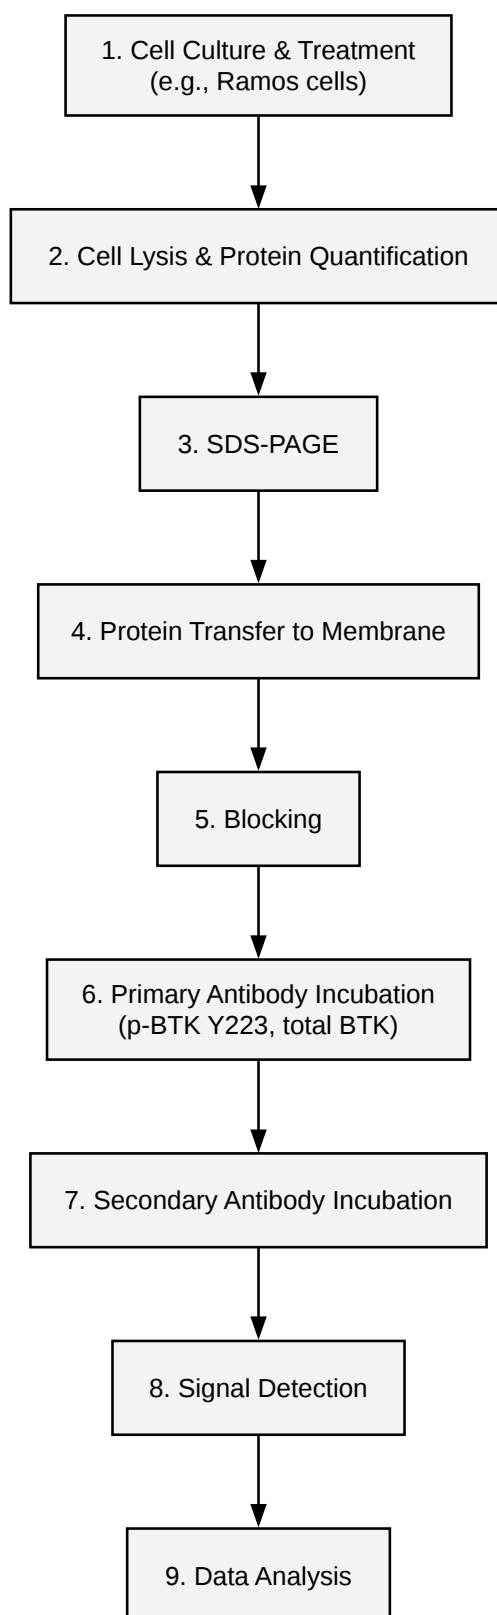 1. Cell Culture & Treatment
(e.g., Ramos cells)
2. Cell Lysis & Protein Quantification
3. SDS-PAGE
4. Protein Transfer to Membrane
5. Blocking
6. Primary Antibody Incubation
(p-BTK Y223, total BTK)
7. Secondary Antibody Incubation
8. Signal Detection
9. Data Analysis